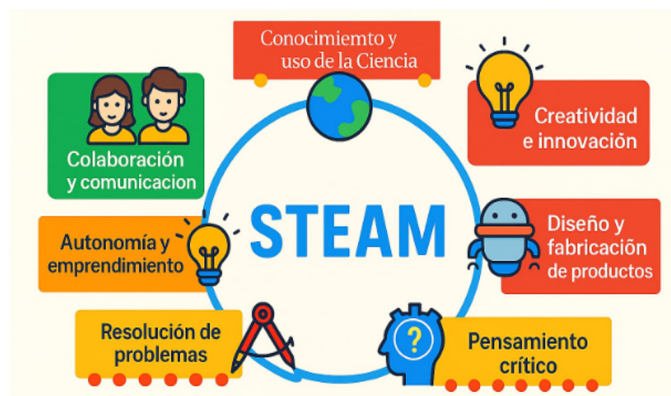 Conocimiemto y
uso de la Ciencia
Creatividad
e innovación
Diseño y
fabricación
de productos
Pensamiento
crítico
?
Resolución de
problemas
Autonomía y
emprendimiento
Colaboración
y comunicacion
STEAM